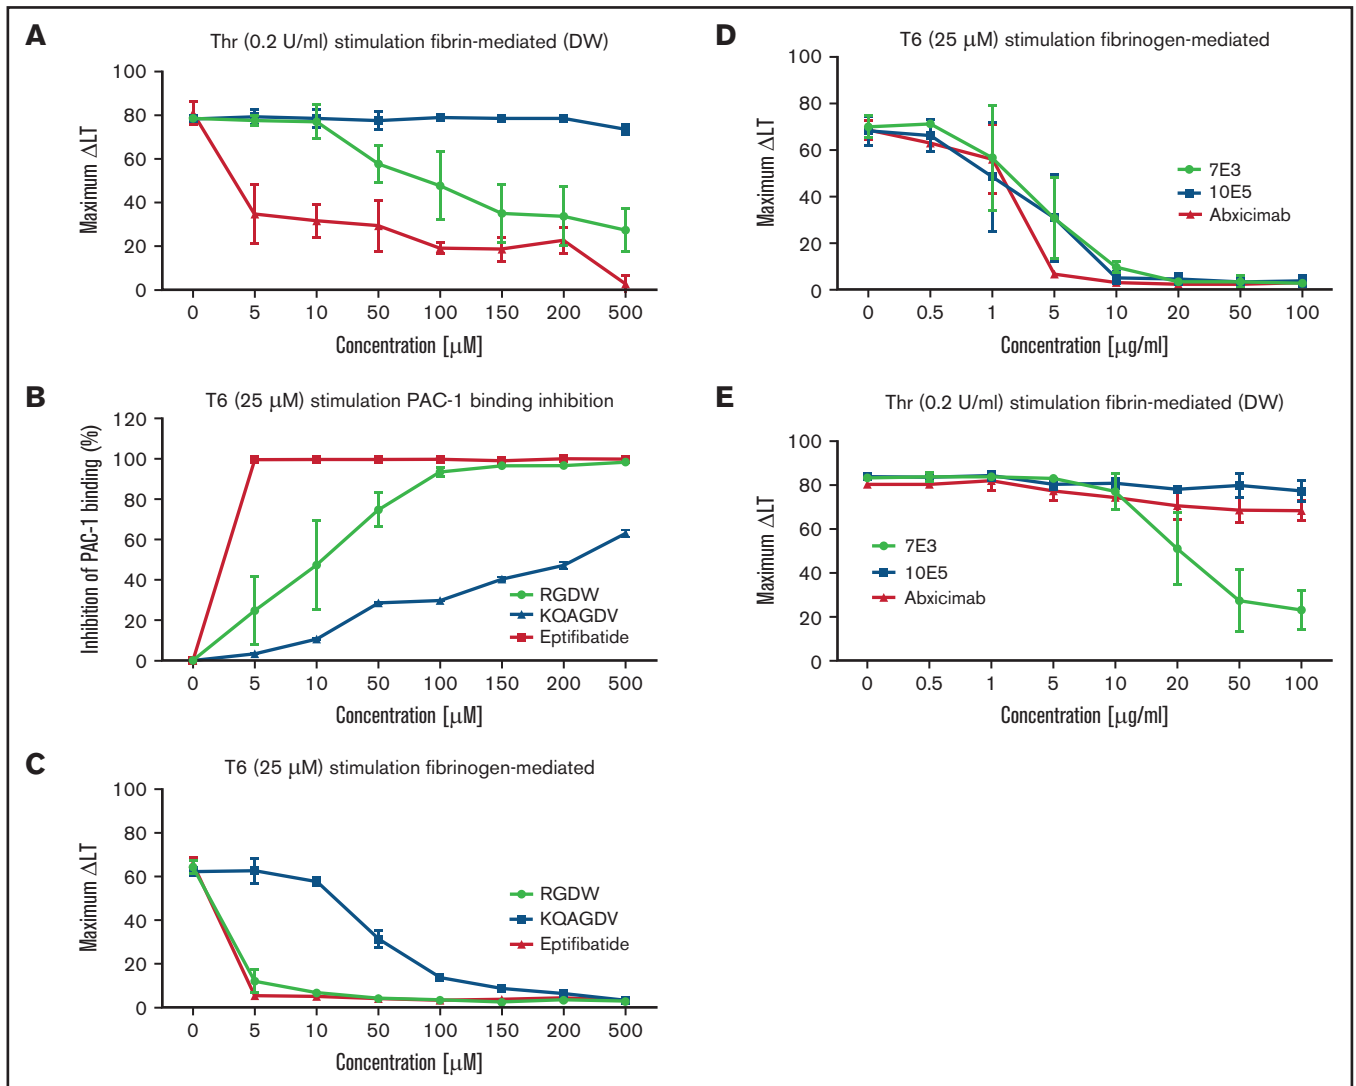 A
Thr (0.2 U/ml) stimulation fibrin-mediated (DW)
Maximum ΔLT
100
80
60
40
20
0
0 5 10 50 100 150 200 500
Concentration [μM]
B
T6 (25 μM) stimulation PAC-1 binding inhibition
Inhibition of PAC-1 binding (%)
120
100
80
60
40
20
0
RGDW
KQAGDV
Eptifibatide
0 5 10 50 100 150 200 500
Concentration [μM]
C
T6 (25 μM) stimulation fibrinogen-mediated
Maximum ΔLT
100
80
60
40
20
0
RGDW
KQAGDV
Eptifibatide
0 5 10 50 100 150 200 500
Concentration [μM]
D
T6 (25 μM) stimulation fibrinogen-mediated
Maximum ΔLT
100
80
60
40
20
0
7E3
10E5
Abxicimab
0 0.5 1 5 10 20 50 100
Concentration [μg/ml]
E
Thr (0.2 U/ml) stimulation fibrin-mediated (DW)
Maximum ΔLT
100
80
60
40
20
0
7E3
10E5
Abxicimab
0 0.5 1 5 10 20 50 100
Concentration [μg/ml]